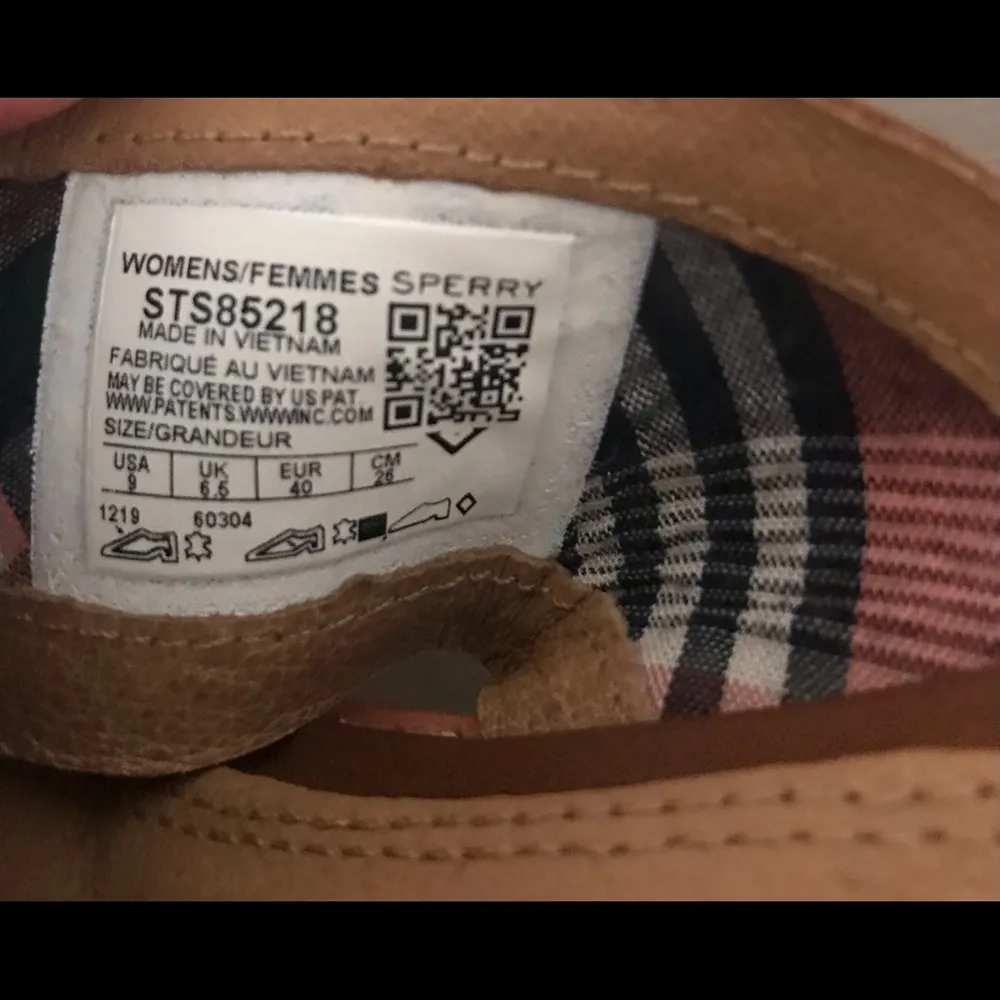 WOMENS/FEMMES SPERRY
STS85218
MADE IN VIETNAM
FABRIQUÉ AU VIETNAM
MAY BE COVERED BY US PAT
WWW.PATENTS.WWWINC.COM
SIZE/GRANDEUR
USA UK EUR CM
9 6.5 40 26
1219 60304